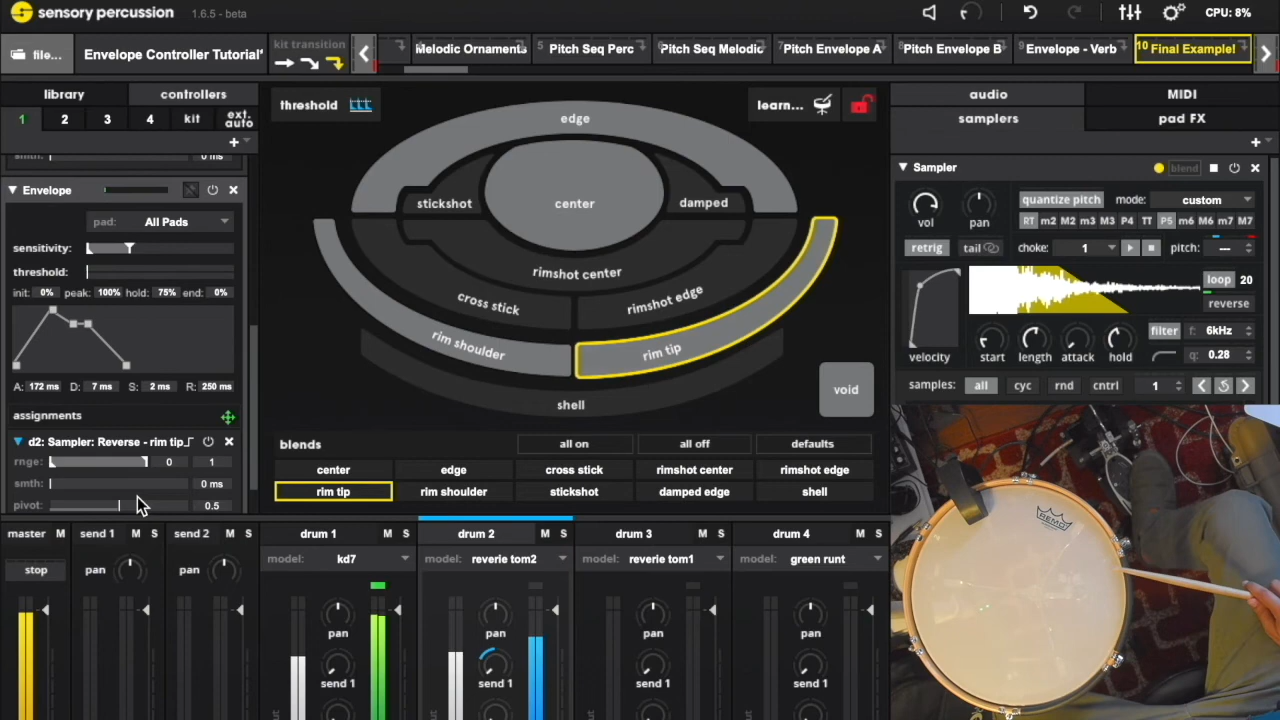 sensory percussion 1.6.5 - beta CPU: 8%
file... Envelope Controller Tutorial* kit transition Melodic Ornaments 5 Pitch Seq Perc 6 Pitch Seq Melodic 7 Pitch Envelope A 8 Pitch Envelope B 9 Envelope - Verb 10 Final Example!
library controllers
1 2 3 4 kit ext. auto
smth: 0 ms
Envelope
pad: All Pads
sensitivity:
threshold:
init: 0% peak: 100% hold: 75% end: 0%
A: 172 ms D: 7 ms S: 2 ms R: 250 ms
assignments
d2: Sampler: Reverse - rim tip
rnge: 0 1
smth: 0 ms
pivot: 0.5
threshold learn...
edge
stickshot center damped
rimshot center
cross stick rimshot edge
rim shoulder rim tip
shell
void
blends all on all off defaults
center edge cross stick rimshot center rimshot edge
rim tip rim shoulder stickshot damped edge shell
audio MIDI
samplers pad FX
Sampler blend
vol pan quantize pitch mode: custom
RT m2 M2 m3 M3 P4 TT P5 m6 M6 m7 M7
retrig tail choke: 1 pitch: ---
loop 20
reverse
velocity start length attack hold filter f: 6kHz
q: 0.28
samples: all cyc rnd cntrl 1
REMO
master M send 1 M S send 2 M S drum 1 M S drum 2 M S drum 3 M S drum 4 M S
stop pan pan model: kd7 model: reverie tom2 model: reverie tom1 model: green runt
pan pan pan pan
send 1 send 1 send 1 send 1